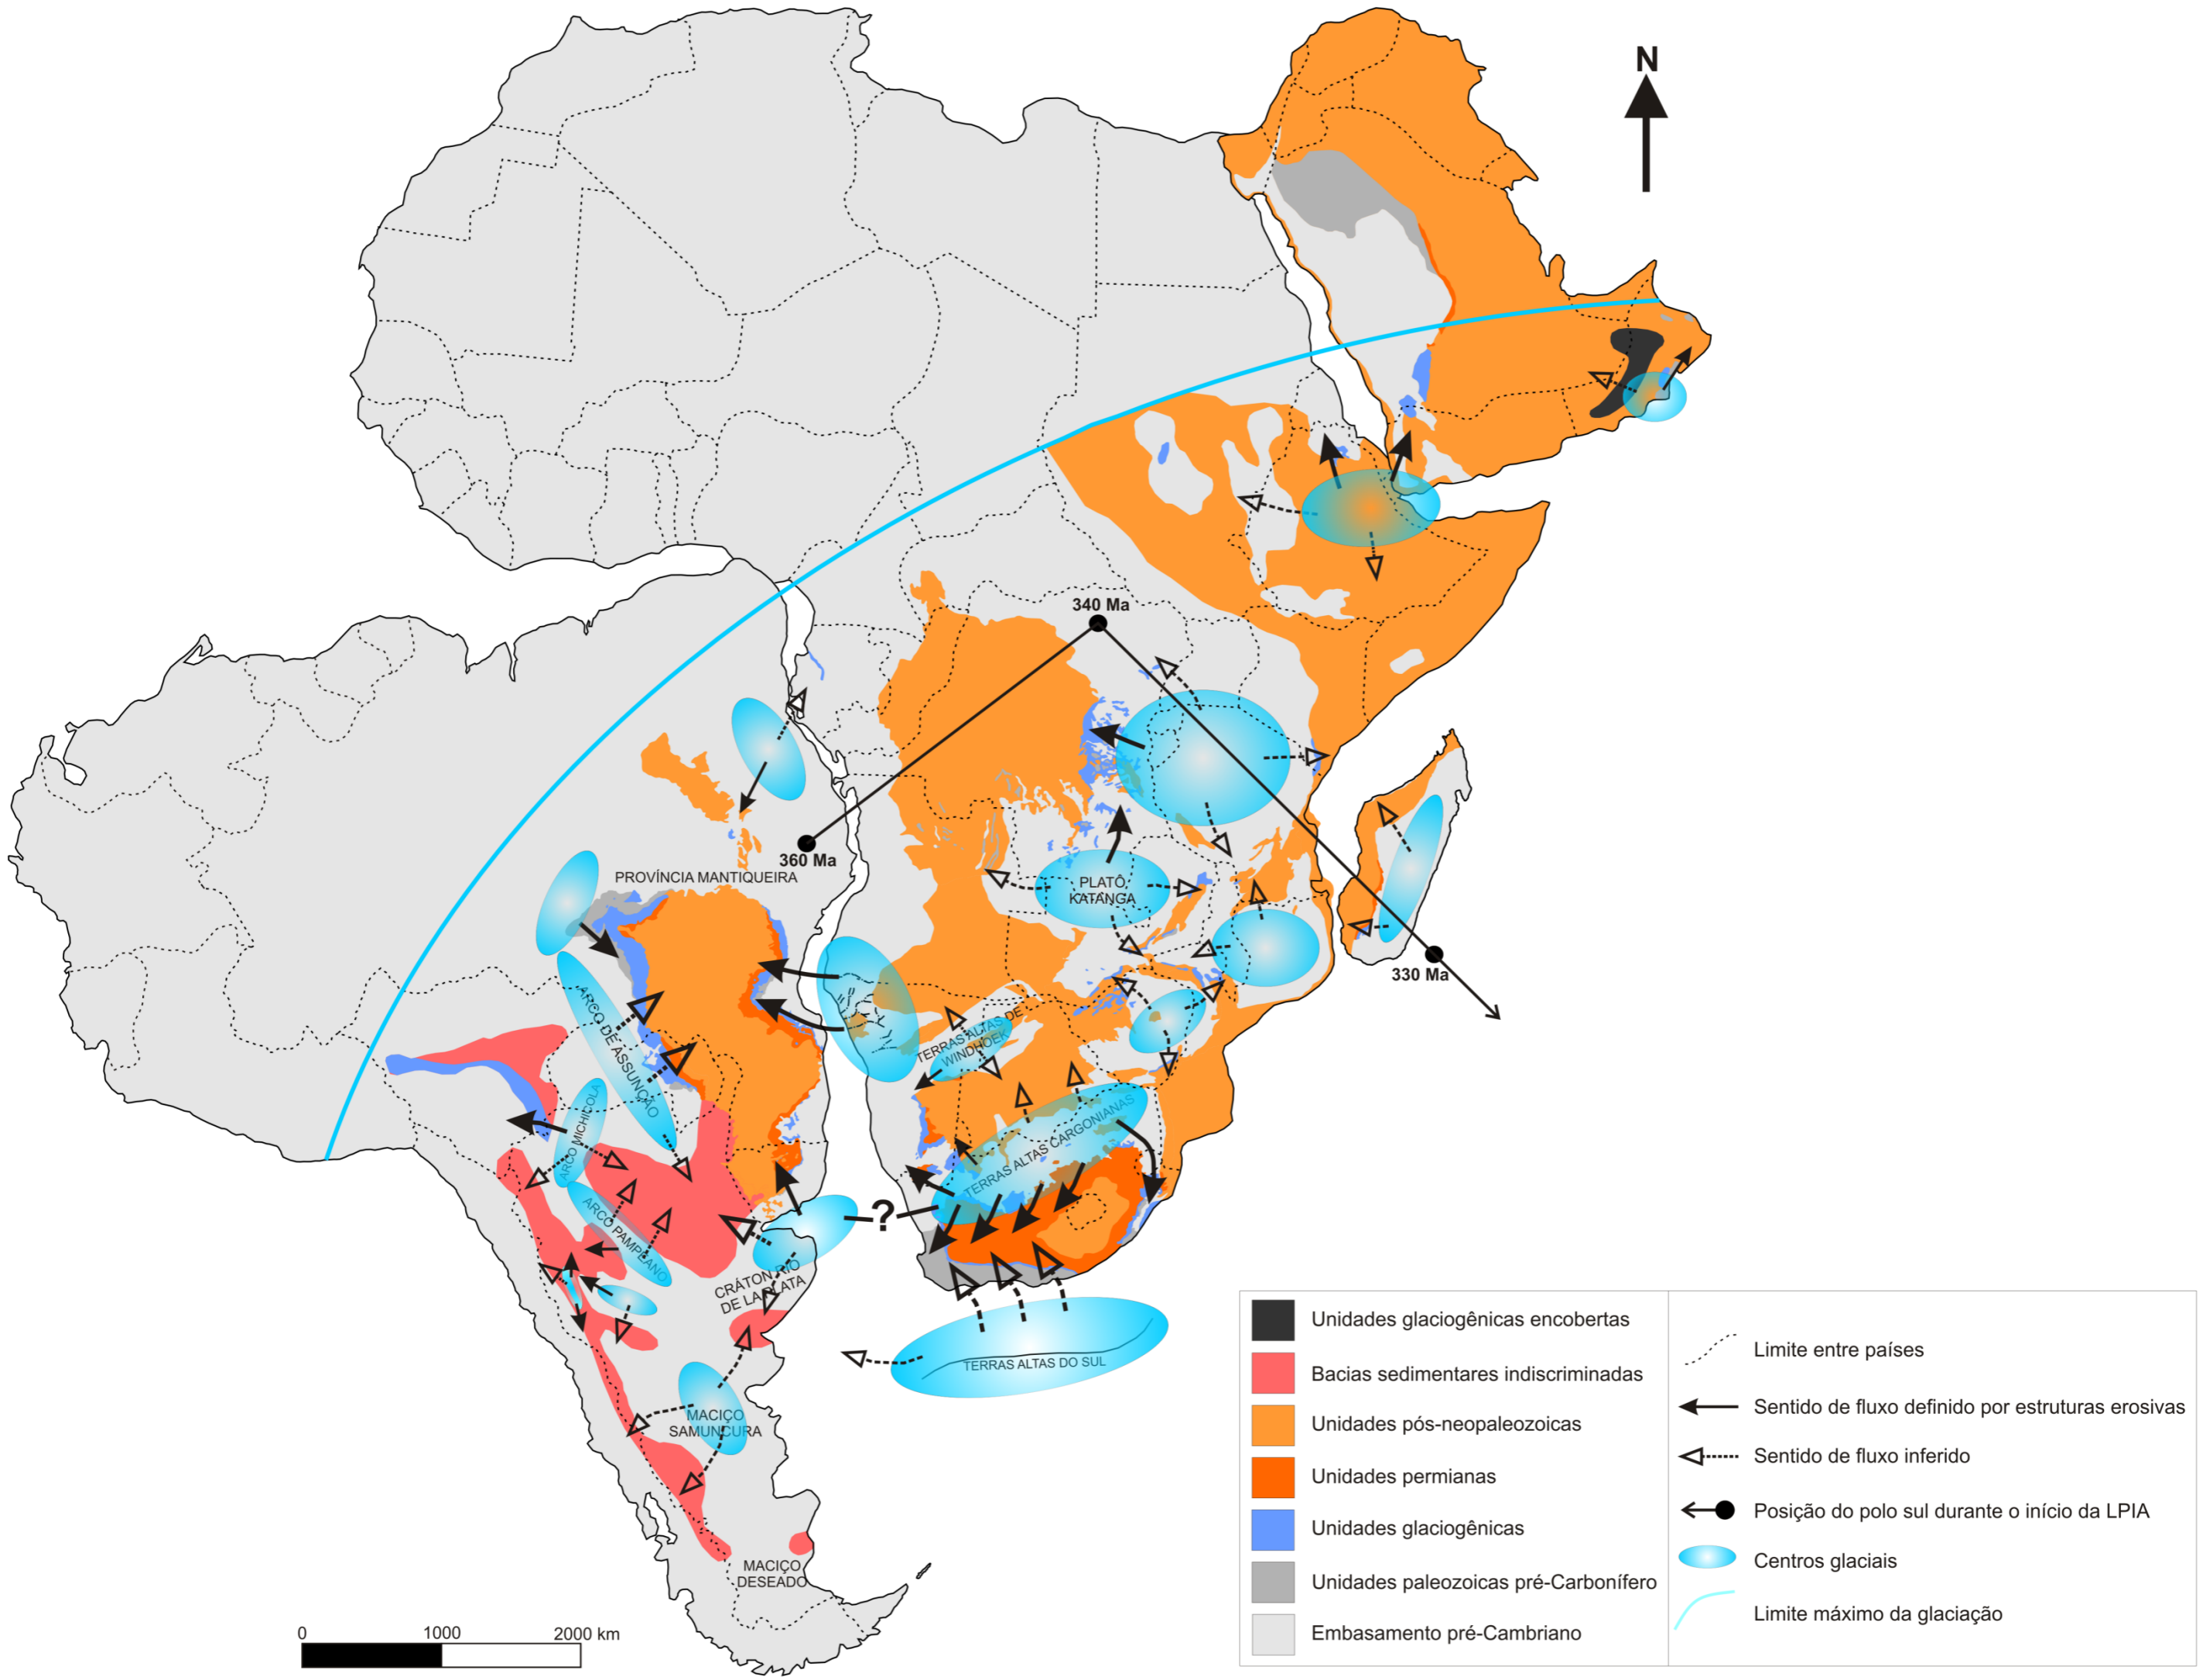 N
340 Ma
360 Ma
330 Ma
PROVÍNCIA MANTIQUEIRA
PLATÔ
KATANGA
ARCO DE ASSUNÇÃO
TERRAS ALTAS DE
WINDHOEK
ARCO MICHICOLA
TERRAS ALTAS CARGONIANAS
ARCO PAMPEANO
?
CRÁTON RIO
DE LA PLATA
TERRAS ALTAS DO SUL
MACIÇO
SAMUNCURA
MACIÇO
DESEADO
0 1000 2000 km
Unidades glaciogênicas encobertas
Bacias sedimentares indiscriminadas
Unidades pós-neopaleozoicas
Unidades permianas
Unidades glaciogênicas
Unidades paleozoicas pré-Carbonífero
Embasamento pré-Cambriano
Limite entre países
Sentido de fluxo definido por estruturas erosivas
Sentido de fluxo inferido
Posição do polo sul durante o início da LPIA
Centros glaciais
Limite máximo da glaciação